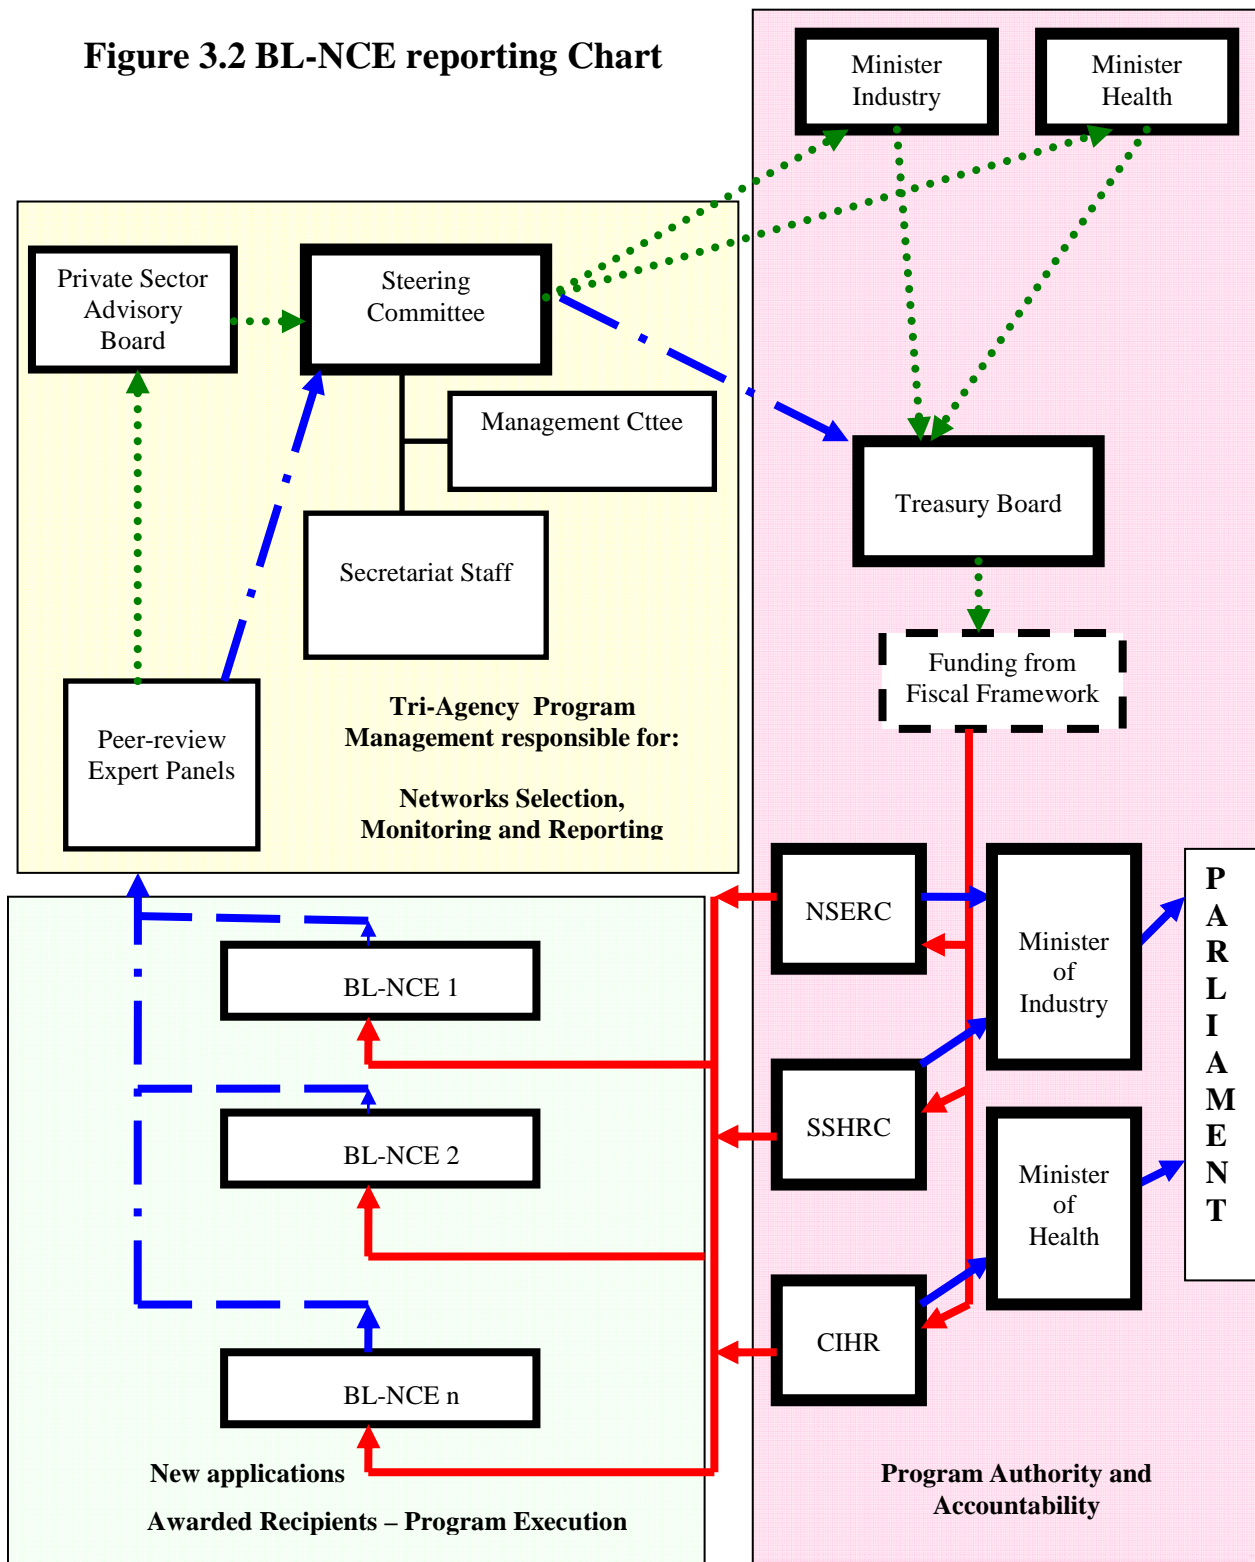 Figure 3.2 BL-NCE reporting Chart
Minister
Industry
Minister
Health
Private Sector
Advisory
Board
Steering
Committee
Management Cttee
Secretariat Staff
Treasury Board
Funding from
Fiscal Framework
Peer-review
Expert Panels
Tri-Agency Program
Management responsible for:
Networks Selection,
Monitoring and Reporting
NSERC
Minister
of
Industry
PARLIAMENT
BL-NCE 1
SSHRC
BL-NCE 2
Minister
of
Health
CIHR
BL-NCE n
New applications
Awarded Recipients – Program Execution
Program Authority and
Accountability